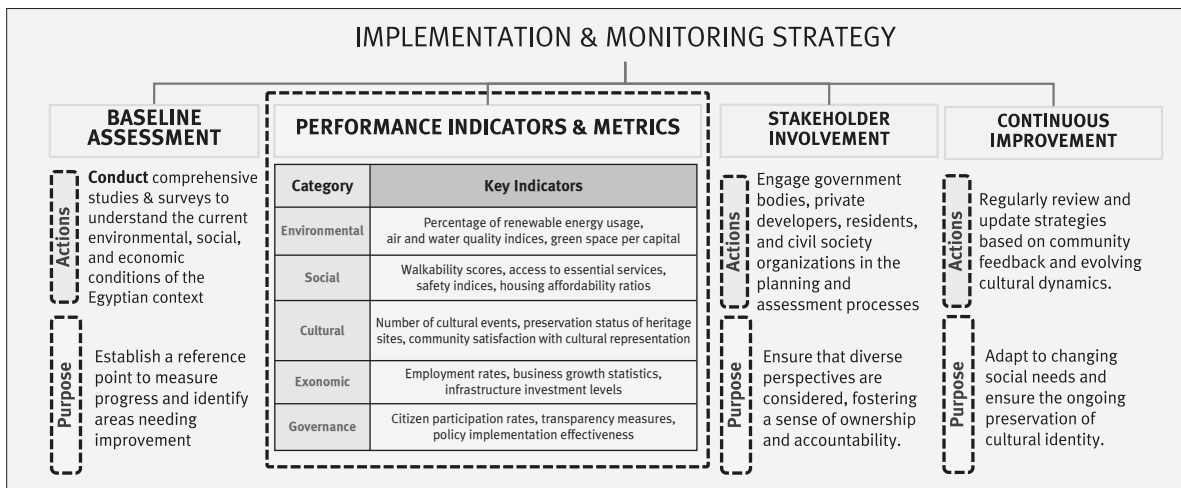 IMPLEMENTATION & MONITORING STRATEGY
BASELINE
ASSESSMENT
Actions
Conduct comprehensive
studies & surveys to
understand the current
environmental, social,
and economic
conditions of the
Egyptian context
Purpose
Establish a reference
point to measure
progress and identify
areas needing
improvement
PERFORMANCE INDICATORS & METRICS
Category
Key Indicators
Environmental
Percentage of renewable energy usage,
air and water quality indices, green space per capital
Social
Walkability scores, access to essential services,
safety indices, housing affordability ratios
Cultural
Number of cultural events, preservation status of heritage
sites, community satisfaction with cultural representation
Exonomic
Employment rates, business growth statistics,
infrastructure investment levels
Governance
Citizen participation rates, transparency measures,
policy implementation effectiveness
STAKEHOLDER
INVOLVEMENT
Actions
Engage government
bodies, private
developers, residents,
and civil society
organizations in the
planning and
assessment processes
Purpose
Ensure that diverse
perspectives are
considered, fostering
a sense of ownership
and accountability.
CONTINUOUS
IMPROVEMENT
Actions
Regularly review and
update strategies
based on community
feedback and evolving
cultural dynamics.
Purpose
Adapt to changing
social needs and
ensure the ongoing
preservation of
cultural identity.